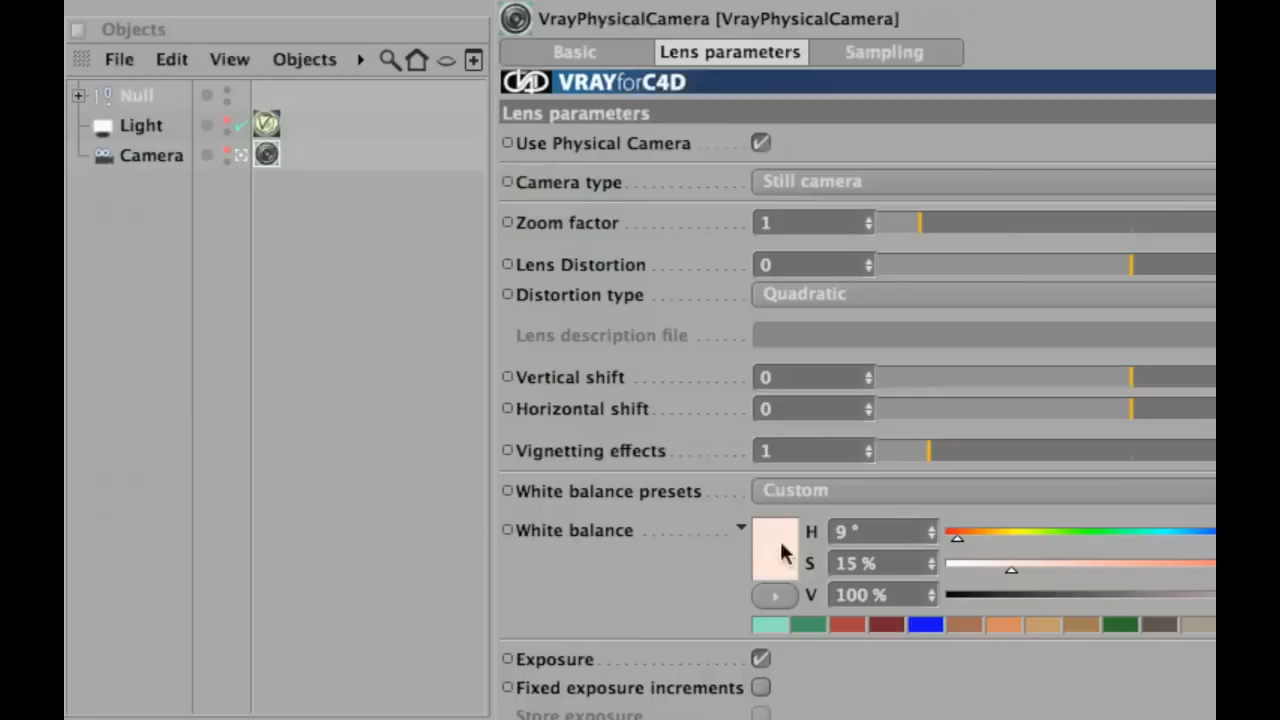 Objects
File Edit View Objects
Null
Light
Camera
VrayPhysicalCamera [VrayPhysicalCamera]
Basic Lens parameters Sampling
VRAYforC4D
Lens parameters
Use Physical Camera
Camera type Still camera
Zoom factor 1
Lens Distortion 0
Distortion type Quadratic
Lens description file
Vertical shift 0
Horizontal shift 0
Vignetting effects 1
White balance presets Custom
White balance H 9 °
S 15 %
V 100 %
Exposure
Fixed exposure increments
Store exposure